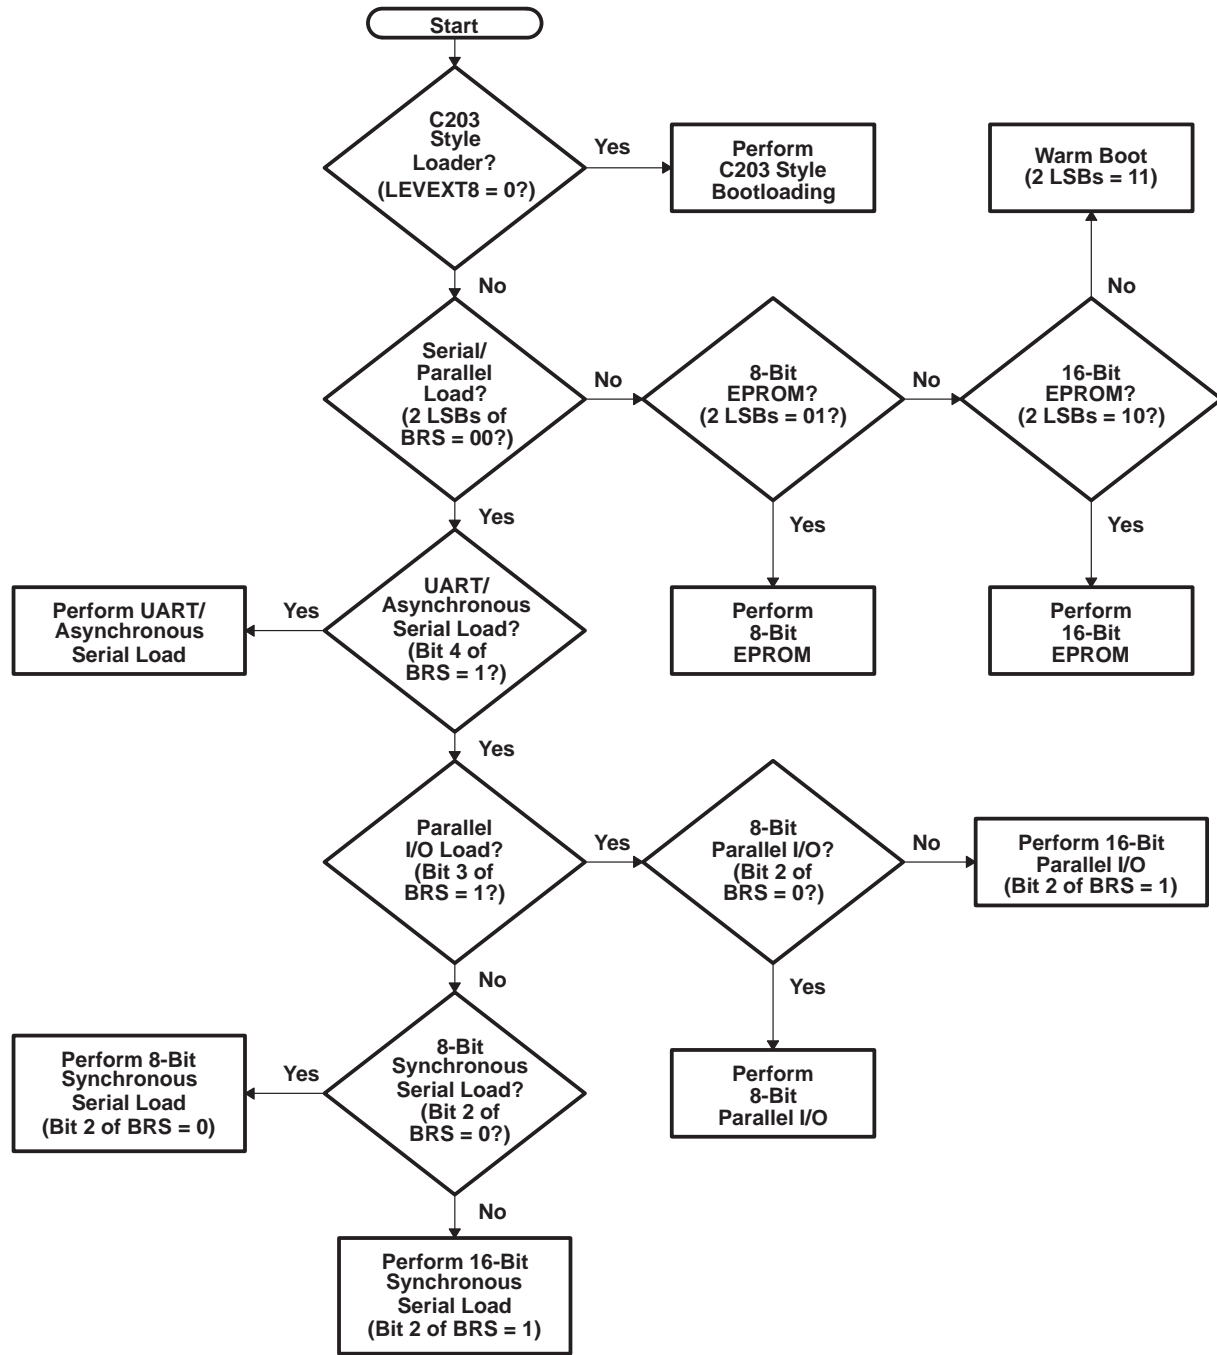 Start
C203
Style
Loader?
(LEVEXT8 = 0?)
Yes
Perform
C203 Style
Bootloading
Warm Boot
(2 LSBs = 11)
No
No
Serial/
Parallel
Load?
(2 LSBs of
BRS = 00?)
No
8-Bit
EPROM?
(2 LSBs = 01?)
No
16-Bit
EPROM?
(2 LSBs = 10?)
Yes
Yes
Yes
UART/
Asynchronous
Serial Load?
(Bit 4 of
BRS = 1?)
Yes
Perform UART/
Asynchronous
Serial Load
Perform
8-Bit
EPROM
Perform
16-Bit
EPROM
Yes
Parallel
I/O Load?
(Bit 3 of
BRS = 1?)
Yes
8-Bit
Parallel I/O?
(Bit 2 of
BRS = 0?)
No
Perform 16-Bit
Parallel I/O
(Bit 2 of BRS = 1)
No
Yes
8-Bit
Synchronous
Serial Load?
(Bit 2 of
BRS = 0?)
Yes
Perform 8-Bit
Synchronous
Serial Load
(Bit 2 of BRS = 0)
Perform
8-Bit
Parallel I/O
No
Perform 16-Bit
Synchronous
Serial Load
(Bit 2 of BRS = 1)